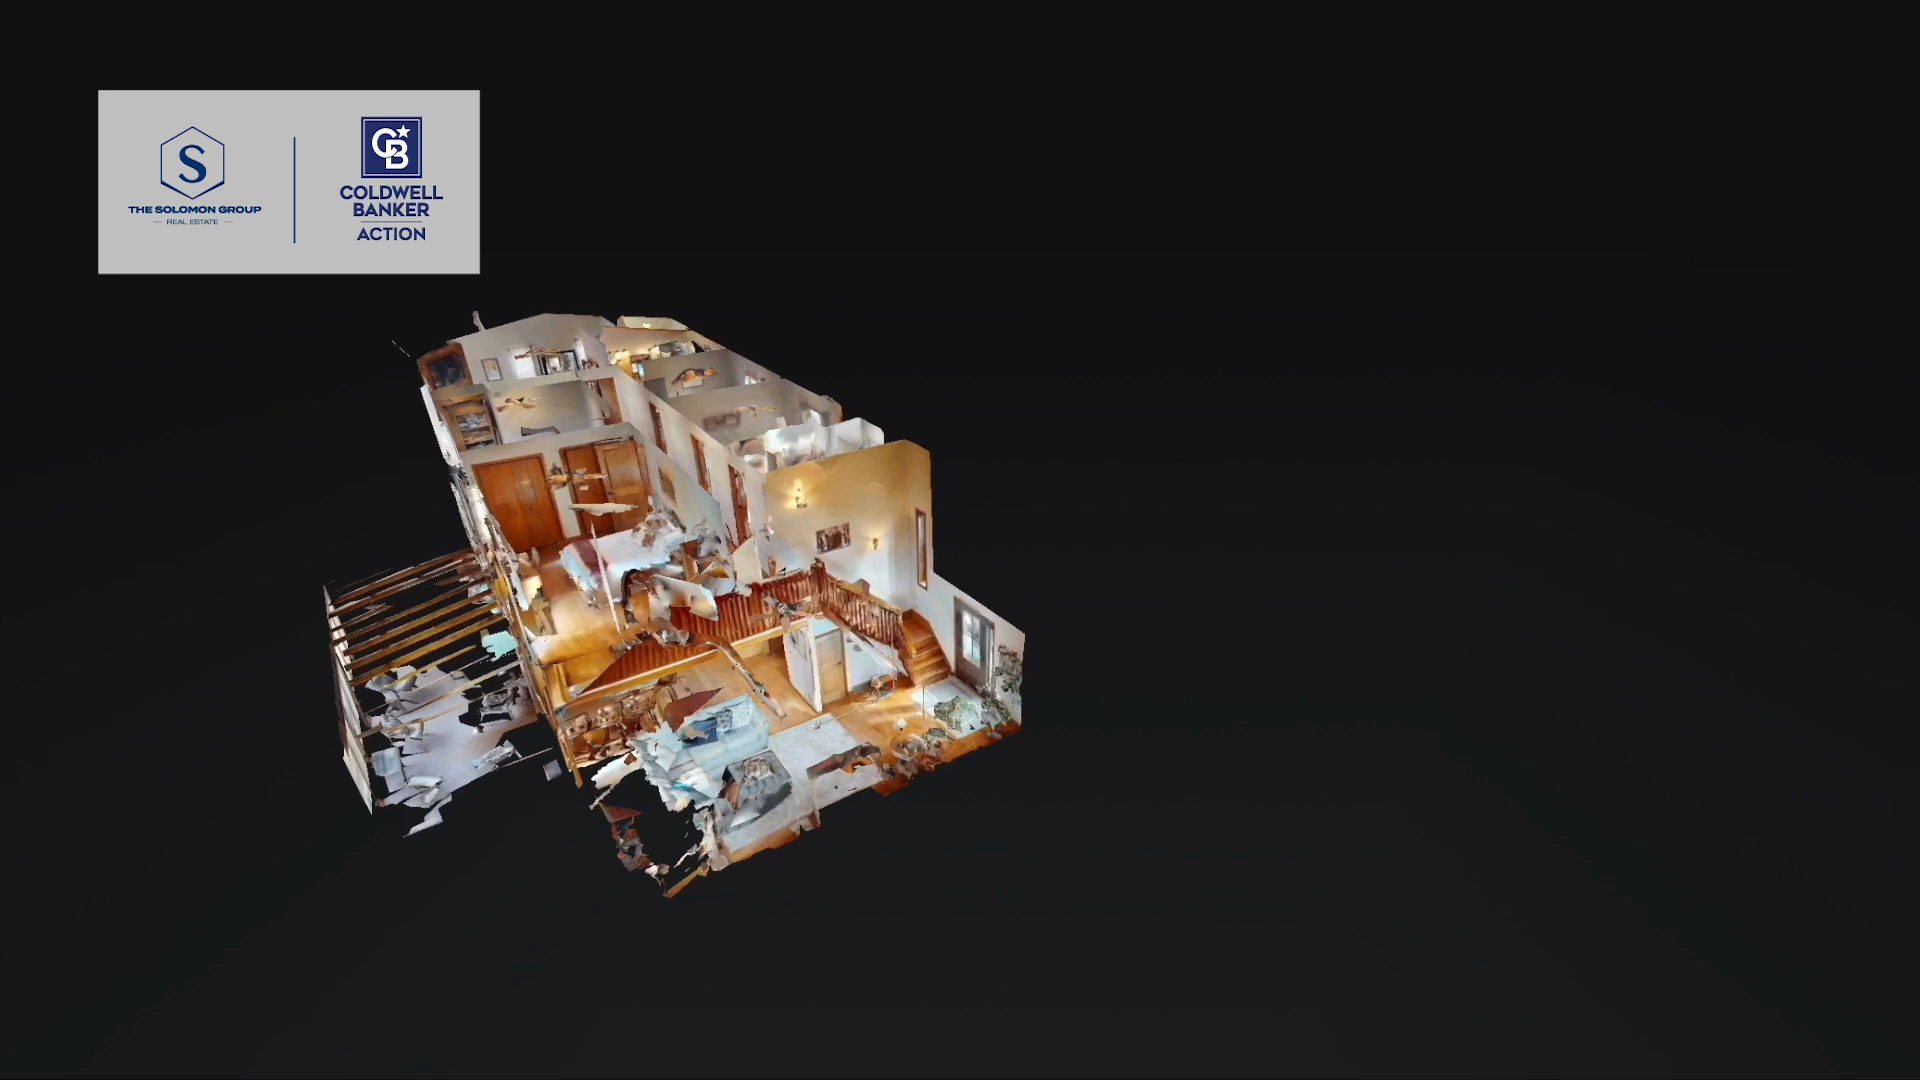 S
THE SOLOMON GROUP
REAL ESTATE
CB
COLDWELL
BANKER
ACTION